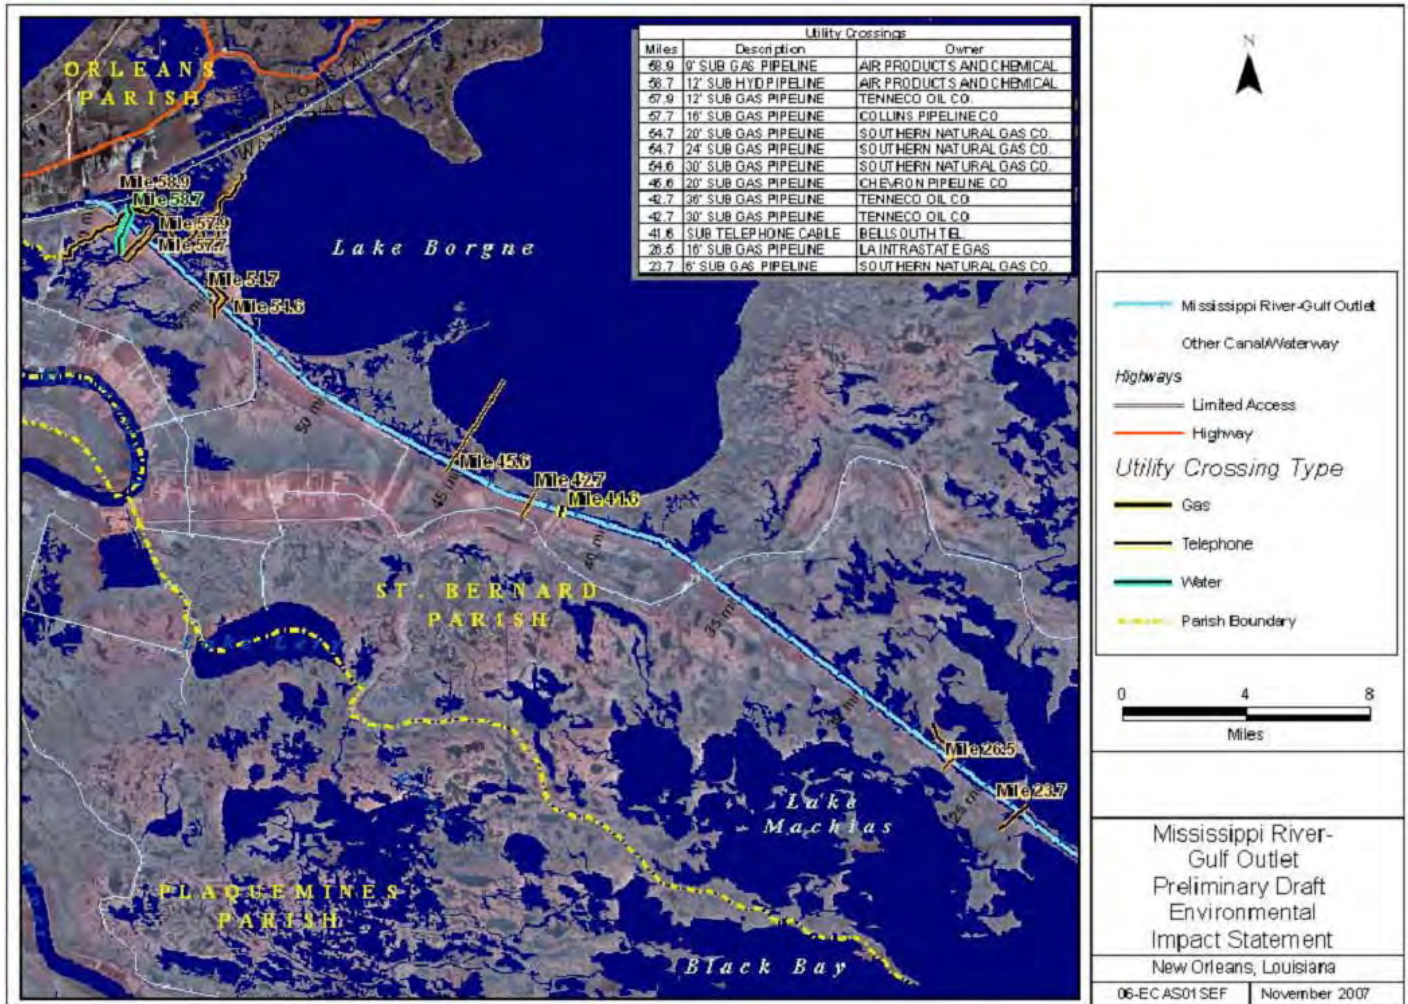 Utility Crossings
Miles Description Owner
58.9 9" SUB GAS PIPELINE AIR PRODUCTS AND CHEMICAL
58.7 12" SUB HYD PIPELINE AIR PRODUCTS AND CHEMICAL
57.9 12" SUB GAS PIPELINE TENNECO OIL CO.
57.7 16" SUB GAS PIPELINE COLLINS PIPELINE CO
54.7 20" SUB GAS PIPELINE SOUTHERN NATURAL GAS CO.
54.7 24" SUB GAS PIPELINE SOUTHERN NATURAL GAS CO.
54.6 30" SUB GAS PIPELINE SOUTHERN NATURAL GAS CO.
45.6 20" SUB GAS PIPELINE CHEVRON PIPELINE CO
42.7 36" SUB GAS PIPELINE TENNECO OIL CO
42.7 30" SUB GAS PIPELINE TENNECO OIL CO
41.6 SUB TELEPHONE CABLE BELLSOUTH TEL
26.5 16" SUB GAS PIPELINE LA INTRASTATE GAS
23.7 6" SUB GAS PIPELINE SOUTHERN NATURAL GAS CO.
ORLEANS
PARISH
Mile 58.9
Mile 58.7
Mile 57.9
Mile 57.7
Lake Borgne
Mile 54.7
Mile 54.6
50 mi
Mile 45.6
45 mi
Mile 42.7
Mile 41.6
40 mi
ST. BERNARD
PARISH
35 mi
30 mi
Mile 26.5
25 mi
Mile 23.7
Lake
Machias
PLAQUEMINES
PARISH
Black Bay
N
Mississippi River-Gulf Outlet
Other Canal/Waterway
Highways
Limited Access
Highway
Utility Crossing Type
Gas
Telephone
Water
Parish Boundary
0 4 8
Miles
Mississippi River-
Gulf Outlet
Preliminary Draft
Environmental
Impact Statement
New Orleans, Louisiana
06-ECAS01SEF November 2007